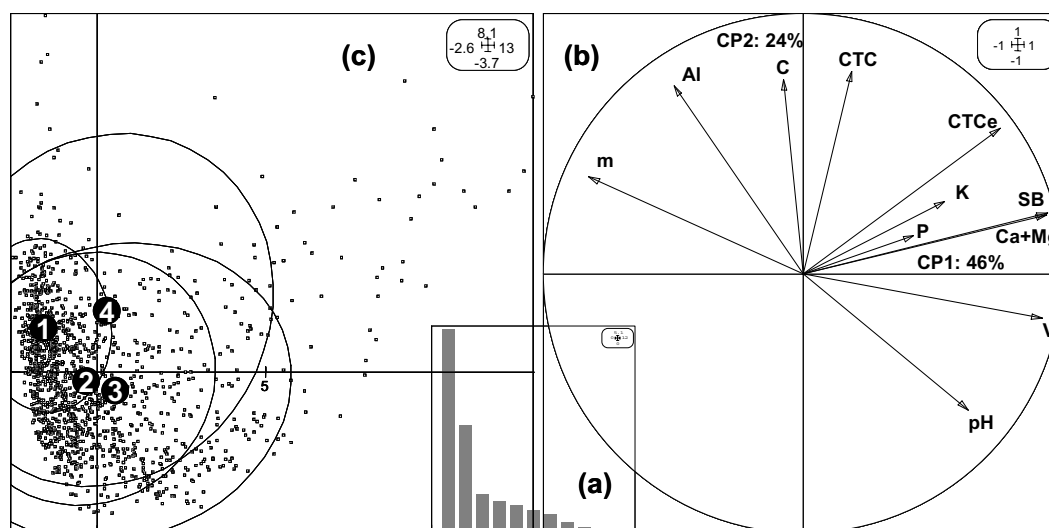 (c)
8.1
-2.6 13
-3.7
1
4
2
3
5
(a)
(b)
CP2: 24%
1
-1 1
-1
Al
C
CTC
CTCe
m
K
SB
P
Ca+Mg
CP1: 46%
V
pH